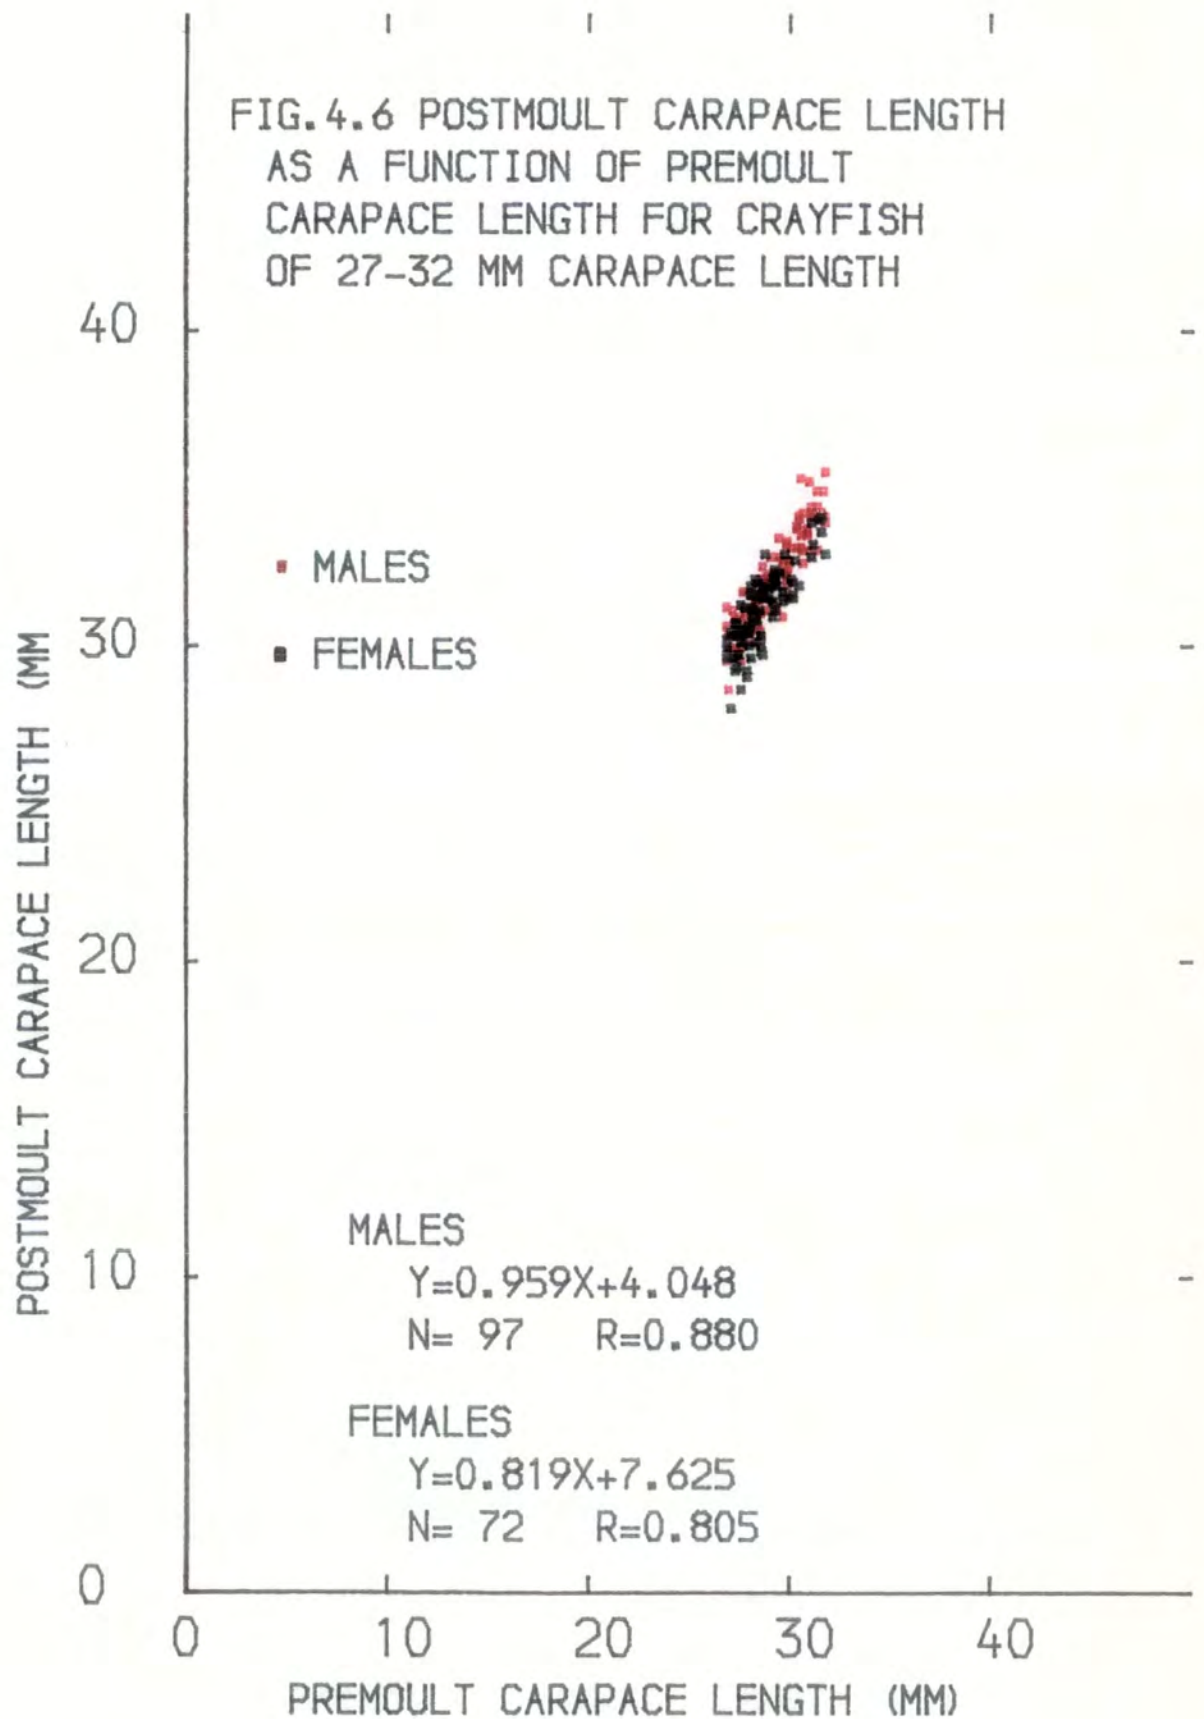 FIG.4.6 POSTMOULT CARAPACE LENGTH
AS A FUNCTION OF PREMOULT
CARAPACE LENGTH FOR CRAYFISH
OF 27-32 MM CARAPACE LENGTH
40
30
20
10
0
POSTMOULT CARAPACE LENGTH (MM
MALES
FEMALES
MALES
Y=0.959X+4.048
N= 97 R=0.880
FEMALES
Y=0.819X+7.625
N= 72 R=0.805
0 10 20 30 40
PREMOULT CARAPACE LENGTH (MM)